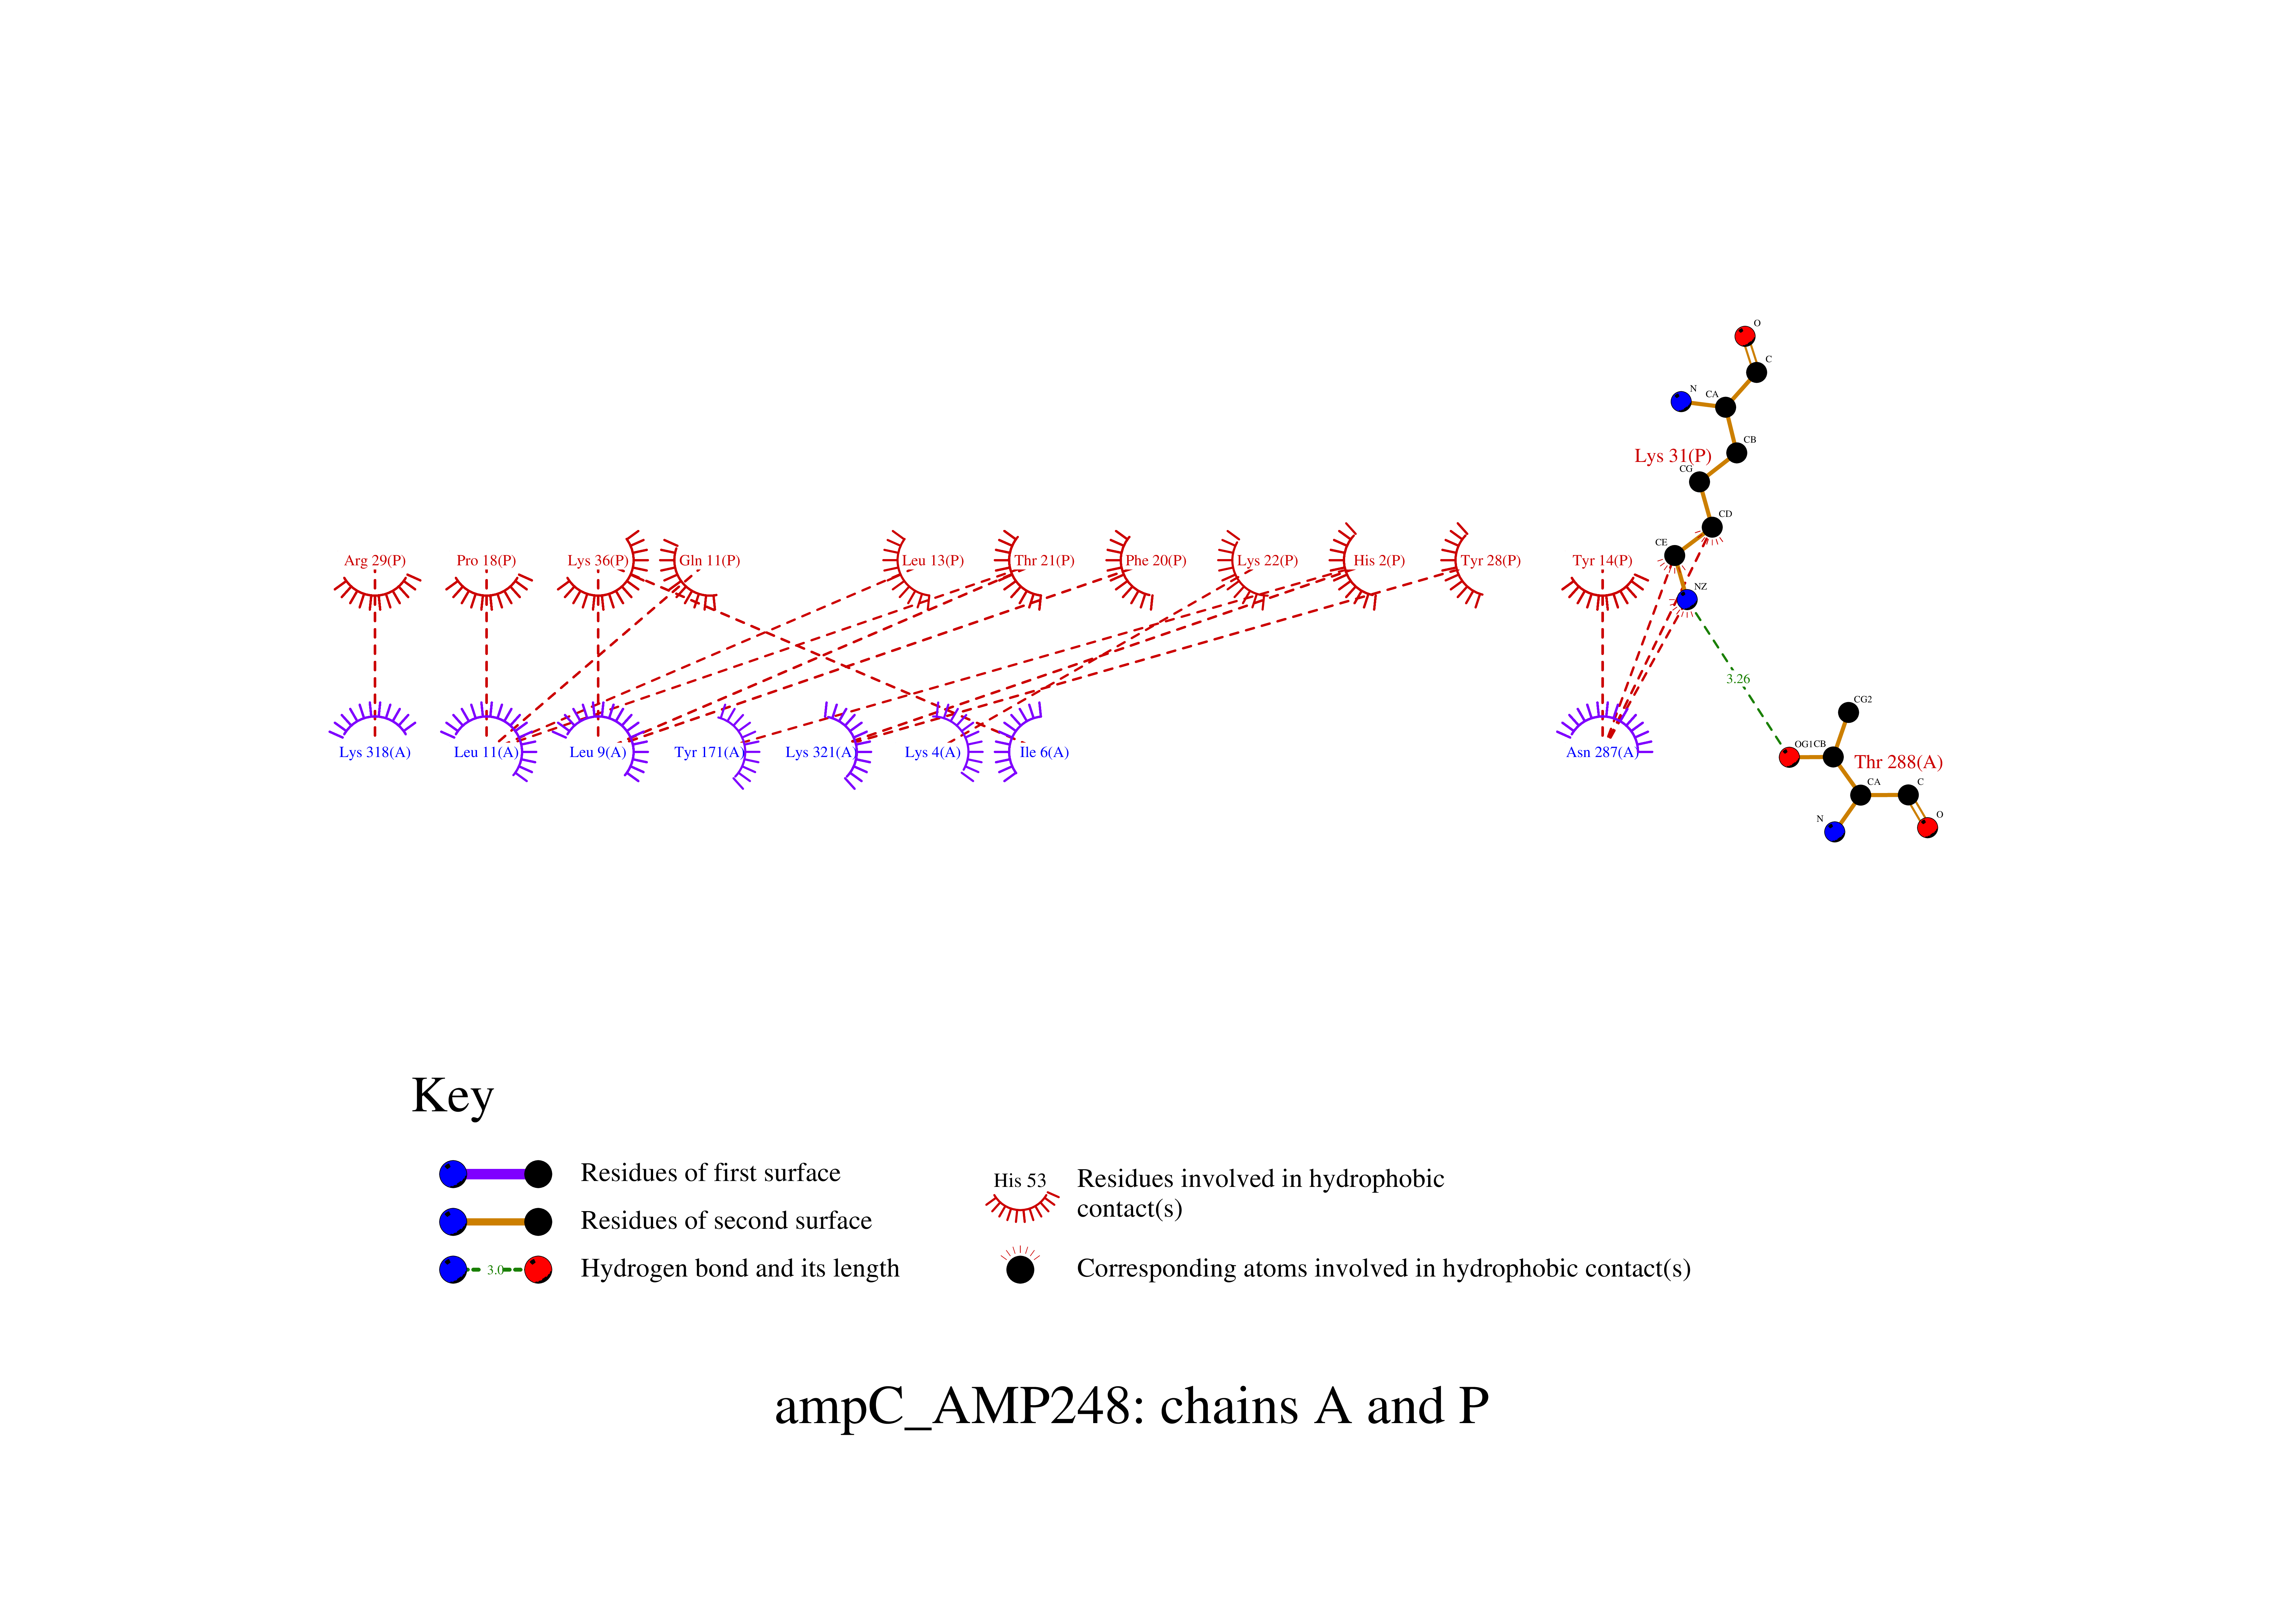 O
C
N
CA
CB
Lys 31(P)
CG
CD
CE
NZ
Arg 29(P) Pro 18(P) Lys 36(P) Gln 11(P) Leu 13(P) Thr 21(P) Phe 20(P) Lys 22(P) His 2(P) Tyr 28(P) Tyr 14(P)
3.26
CG2
OG1 CB
Thr 288(A)
Lys 318(A) Leu 11(A) Leu 9(A) Tyr 171(A) Lys 321(A) Lys 4(A) Ile 6(A) Asn 287(A)
CA
C
N
O
Key
Residues of first surface
Residues of second surface
3.0 Hydrogen bond and its length
His 53
Residues involved in hydrophobic
contact(s)
Corresponding atoms involved in hydrophobic contact(s)
ampC_AMP248: chains A and P